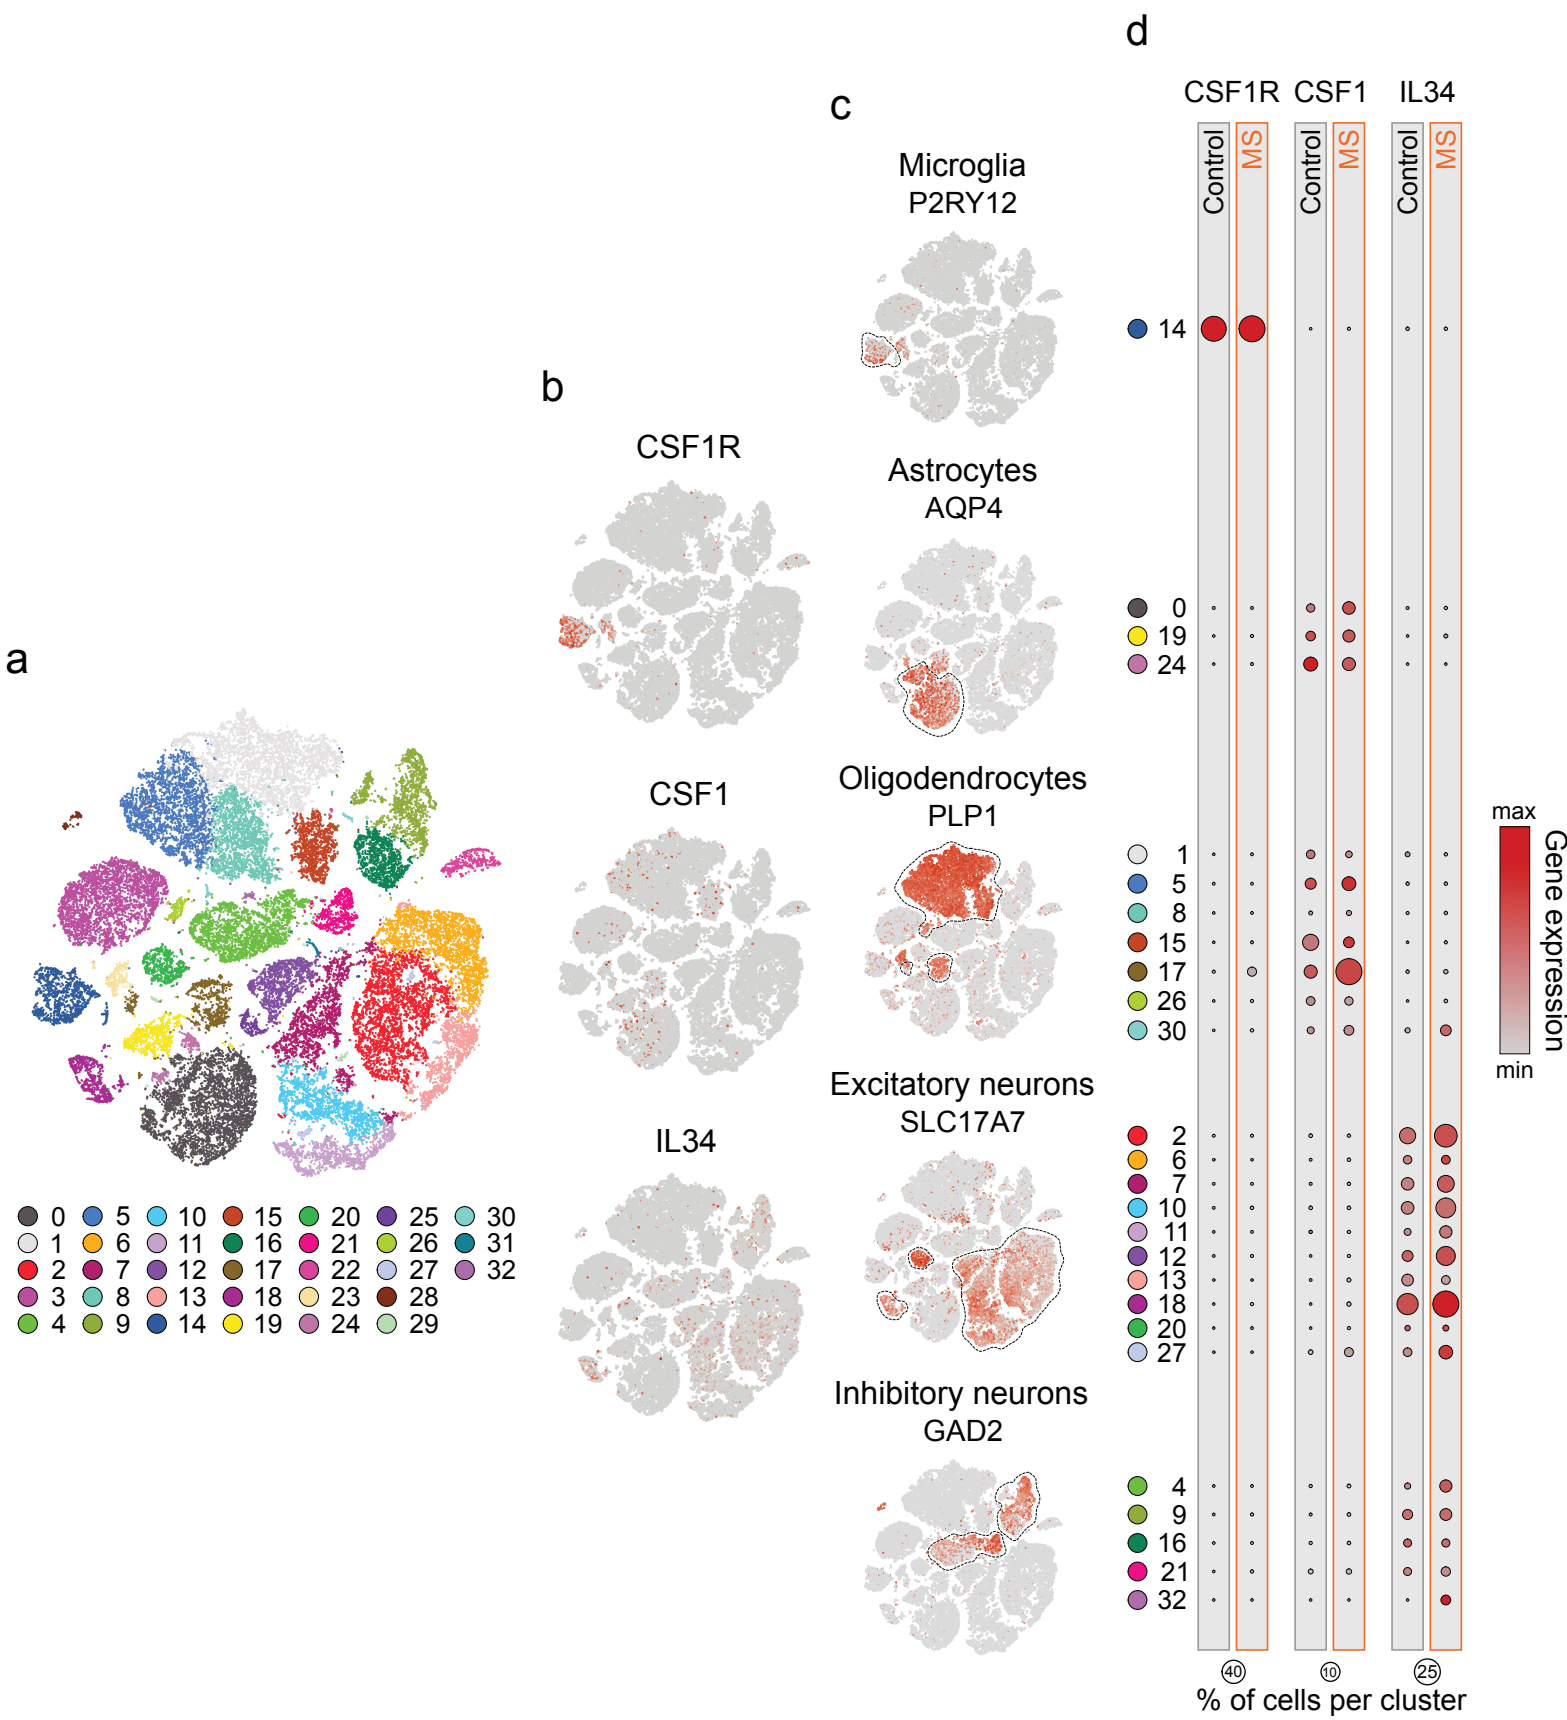 a
0 5 10 15 20 25 30
1 6 11 16 21 26 31
2 7 12 17 22 27 32
3 8 13 18 23 28
4 9 14 19 24 29
b
CSF1R
CSF1
IL34
c
Microglia
P2RY12
Astrocytes
AQP4
Oligodendrocytes
PLP1
Excitatory neurons
SLC17A7
Inhibitory neurons
GAD2
d
CSF1R CSF1 IL34
Control MS Control MS Control MS
14
0
19
24
1
5
8
15
17
26
30
2
6
7
10
11
12
13
18
20
27
4
9
16
21
32
40 10 25
% of cells per cluster
max
Gene expression
min